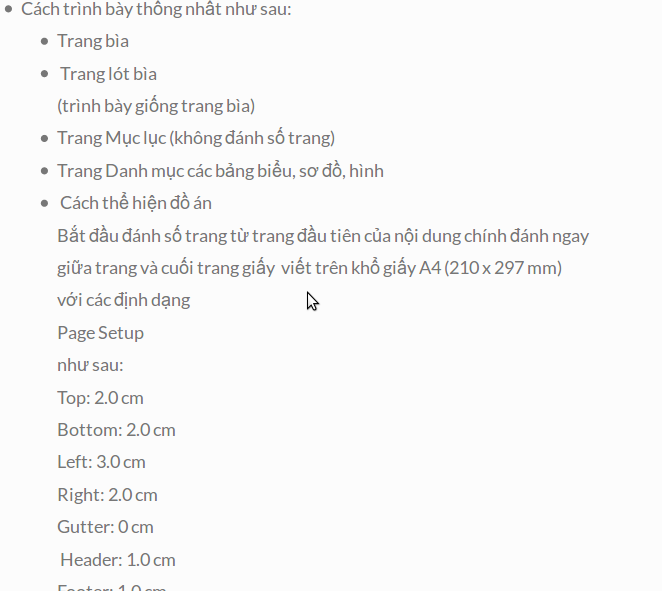 Cách trình bày thống nhất như sau:
Trang bìa
Trang lót bìa
(trình bày giống trang bìa)
Trang Mục lục (không đánh số trang)
Trang Danh mục các bảng biểu, sơ đồ, hình
Cách thể hiện đồ án
Bắt đầu đánh số trang từ trang đầu tiên của nội dung chính đánh ngay
giữa trang và cuối trang giấy viết trên khổ giấy A4 (210 x 297 mm)
với các định dạng
Page Setup
như sau:
Top: 2.0 cm
Bottom: 2.0 cm
Left: 3.0 cm
Right: 2.0 cm
Gutter: 0 cm
Header: 1.0 cm
Footer: 1.0 cm